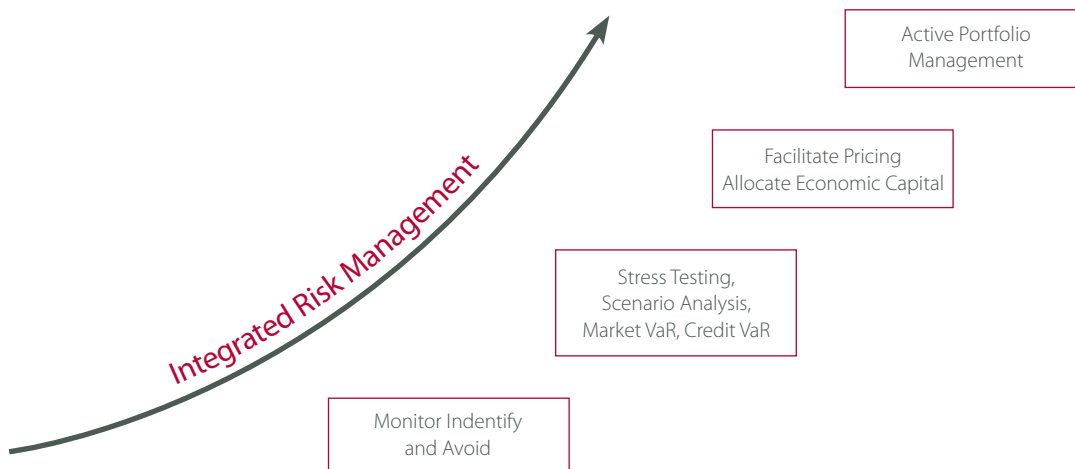 Active Portfolio
Management
Facilitate Pricing
Allocate Economic Capital
Integrated Risk Management
Stress Testing,
Scenario Analysis,
Market VaR, Credit VaR
Monitor Indentify
and Avoid